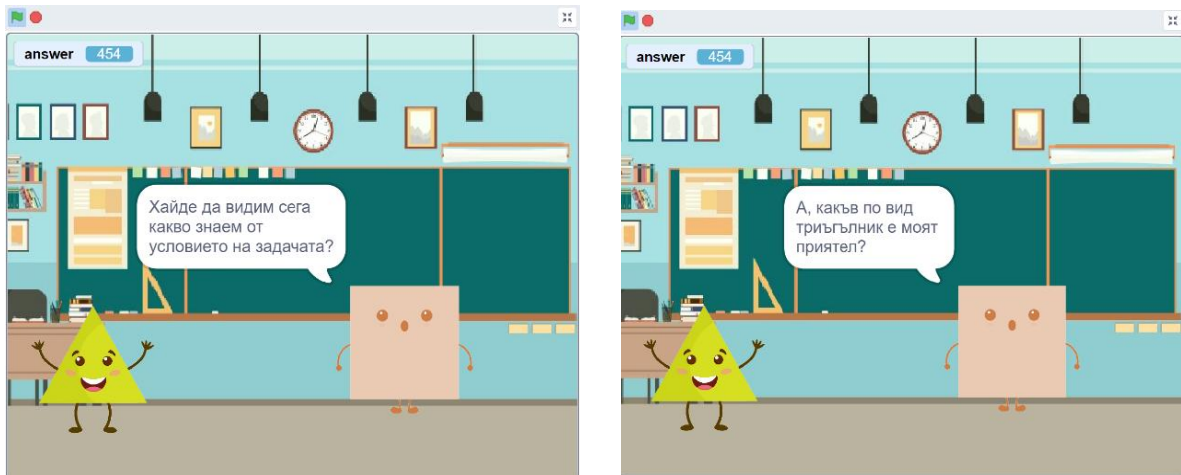 answer 454
Хайде да видим сега
какво знаем от
условието на задачата?
answer 454
А, какъв по вид
триъгълник е моят
приятел?